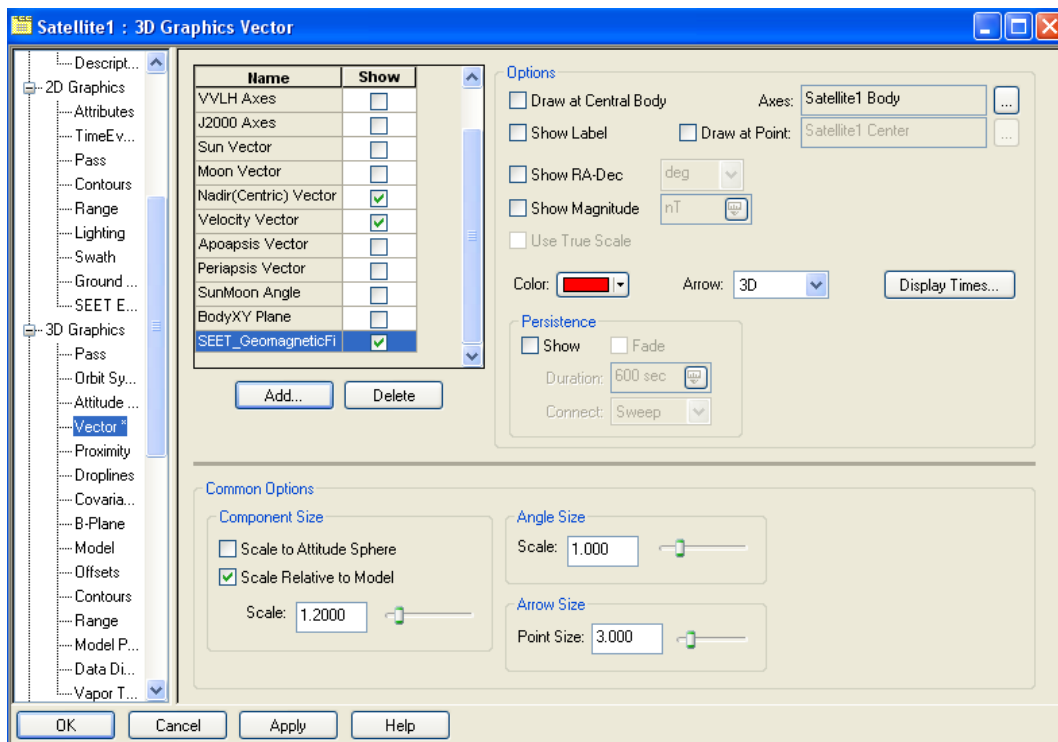 Satellite1 : 3D Graphics Vector
Descript...
2D Graphics
Attributes
TimeEv...
Pass
Contours
Range
Lighting
Swath
Ground ...
SEET E...
3D Graphics
Pass
Orbit Sy...
Attitude ...
Vector *
Proximity
Droplines
Covaria...
B-Plane
Model
Offsets
Contours
Range
Model P...
Data Di...
Vapor T...
Name Show
VVLH Axes
J2000 Axes
Sun Vector
Moon Vector
Nadir(Centric) Vector
Velocity Vector
Apoapsis Vector
Periapsis Vector
SunMoon Angle
BodyXY Plane
SEET_GeomagneticFi
Add... Delete
Options
Draw at Central Body Axes: Satellite1 Body ...
Show Label Draw at Point: Satellite1 Center ...
Show RA-Dec deg
Show Magnitude nT
Use True Scale
Color: Arrow: 3D Display Times...
Persistence
Show Fade
Duration: 600 sec
Connect: Sweep
Common Options
Component Size
Scale to Attitude Sphere
Scale Relative to Model
Scale: 1.2000
Angle Size
Scale: 1.000
Arrow Size
Point Size: 3.000
OK Cancel Apply Help